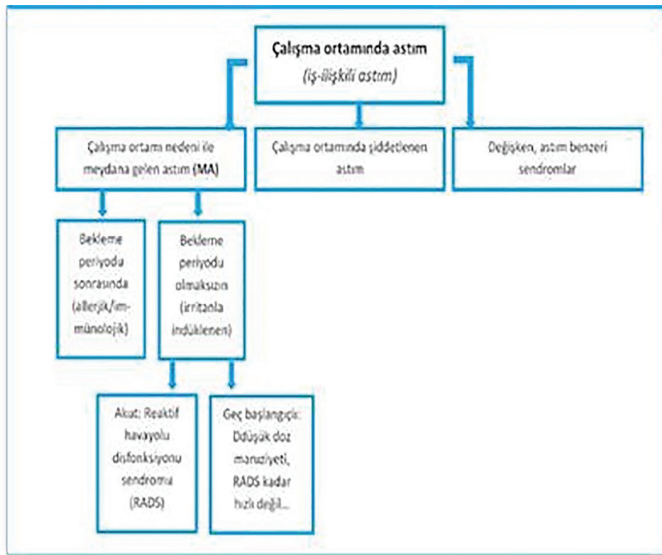 Çalışma ortamında astım
(iş-ilişkili astım)
Çalışma ortamı nedeni ile
meydana gelen astım (MA)
Çalışma ortamında şiddetlenen
astım
Değişken, astım benzeri
sendromlar
Bekleme
periyodu
sonrasında
(allerjik/im-
münolojik)
Bekleme
periyodu
olmaksızın
(irritanla
indüklenen)
Akut: Reaktif
havayolu
disfonksiyonu
sendromu
(RADS)
Geç başlangıçlı:
Ddüşük doz
maruziyeti,
RADS kadar
hızlı değil...